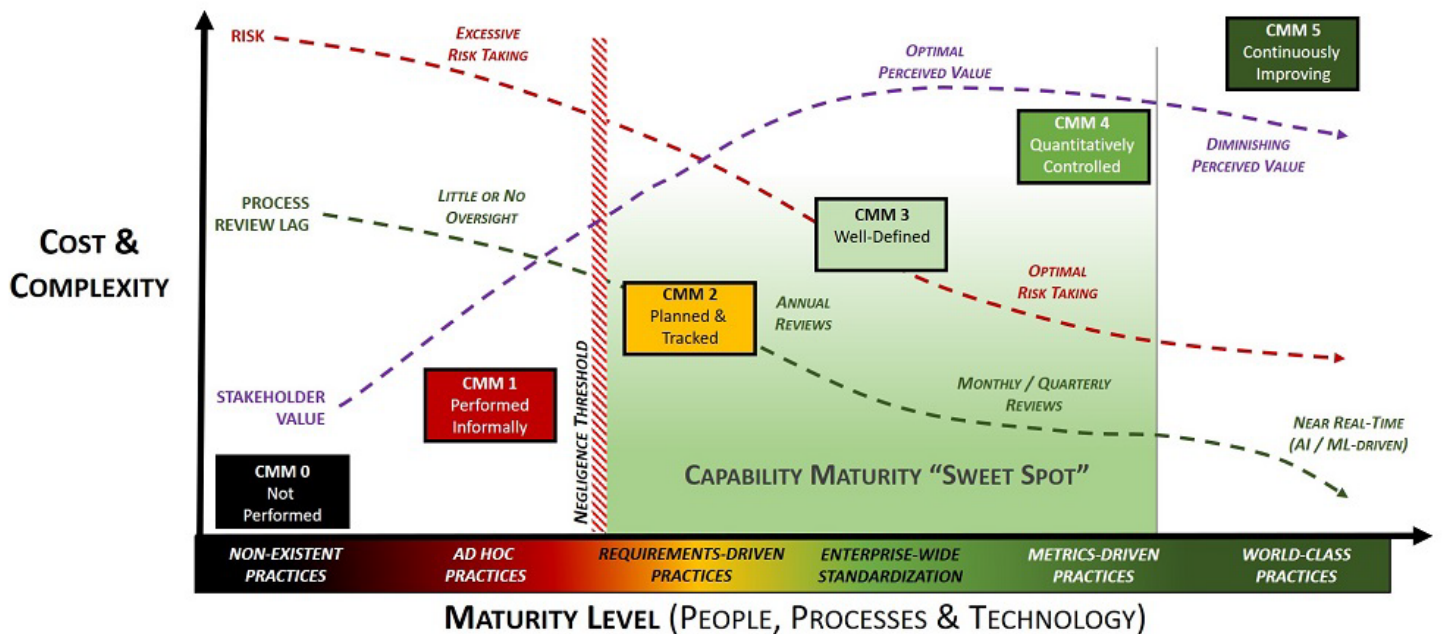 RISK
EXCESSIVE
RISK TAKING
OPTIMAL
PERCEIVED VALUE
CMM 5
Continuously
Improving
CMM 4
Quantitatively
Controlled
DIMINISHING
PERCEIVED VALUE
PROCESS
REVIEW LAG
LITTLE OR NO
OVERSIGHT
CMM 3
Well-Defined
COST &
COMPLEXITY
OPTIMAL
RISK TAKING
CMM 2
Planned &
Tracked
ANNUAL
REVIEWS
NEGLIGENCE THRESHOLD
STAKEHOLDER
VALUE
CMM 1
Performed
Informally
MONTHLY / QUARTERLY
REVIEWS
NEAR REAL-TIME
(AI / ML-DRIVEN)
CMM 0
Not
Performed
CAPABILITY MATURITY “SWEET SPOT”
NON-EXISTENT
PRACTICES
AD HOC
PRACTICES
REQUIREMENTS-DRIVEN
PRACTICES
ENTERPRISE-WIDE
STANDARDIZATION
METRICS-DRIVEN
PRACTICES
WORLD-CLASS
PRACTICES
MATURITY LEVEL (PEOPLE, PROCESSES & TECHNOLOGY)